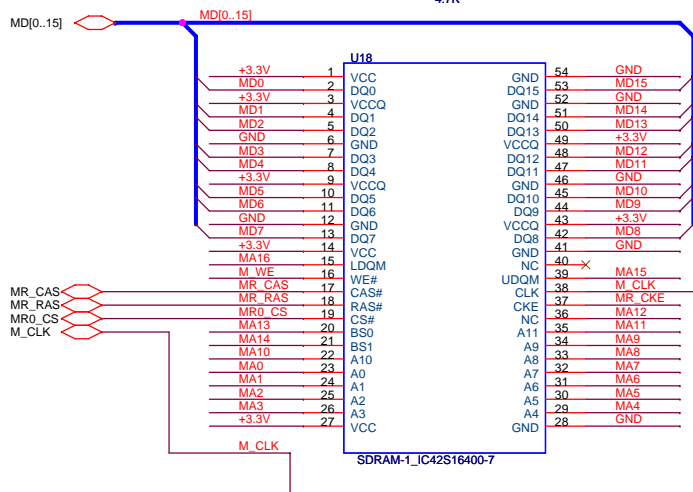 4.7K
MD[0..15] MD[0..15]
U18
+3.3V 1 VCC GND 54 GND
MD0 2 DQ0 DQ15 53 MD15
+3.3V 3 VCCQ GND 52 GND
MD1 4 DQ1 DQ14 51 MD14
MD2 5 DQ2 DQ13 50 MD13
GND 6 GND VCCQ 49 +3.3V
MD3 7 DQ3 DQ12 48 MD12
MD4 8 DQ4 DQ11 47 MD11
+3.3V 9 VCCQ GND 46 GND
MD5 10 DQ5 DQ10 45 MD10
MD6 11 DQ6 DQ9 44 MD9
GND 12 GND VCCQ 43 +3.3V
MD7 13 DQ7 DQ8 42 MD8
+3.3V 14 VCC GND 41 GND
MA16 15 LDQM NC 40
M_WE 16 WE# UDQM 39 MA15
MR_CAS MR_CAS 17 CAS# CLK 38 M_CLK
MR_RAS MR_RAS 18 RAS# CKE 37 MR_CKE
MR0_CS MR0_CS 19 CS# NC 36 MA12
M_CLK MA13 20 BS0 A11 35 MA11
MA14 21 BS1 A9 34 MA9
MA10 22 A10 A8 33 MA8
MA0 23 A0 A7 32 MA7
MA1 24 A1 A6 31 MA6
MA2 25 A2 A5 30 MA5
MA3 26 A3 A4 29 MA4
+3.3V 27 VCC GND 28 GND
M_CLK
SDRAM-1_IC42S16400-7